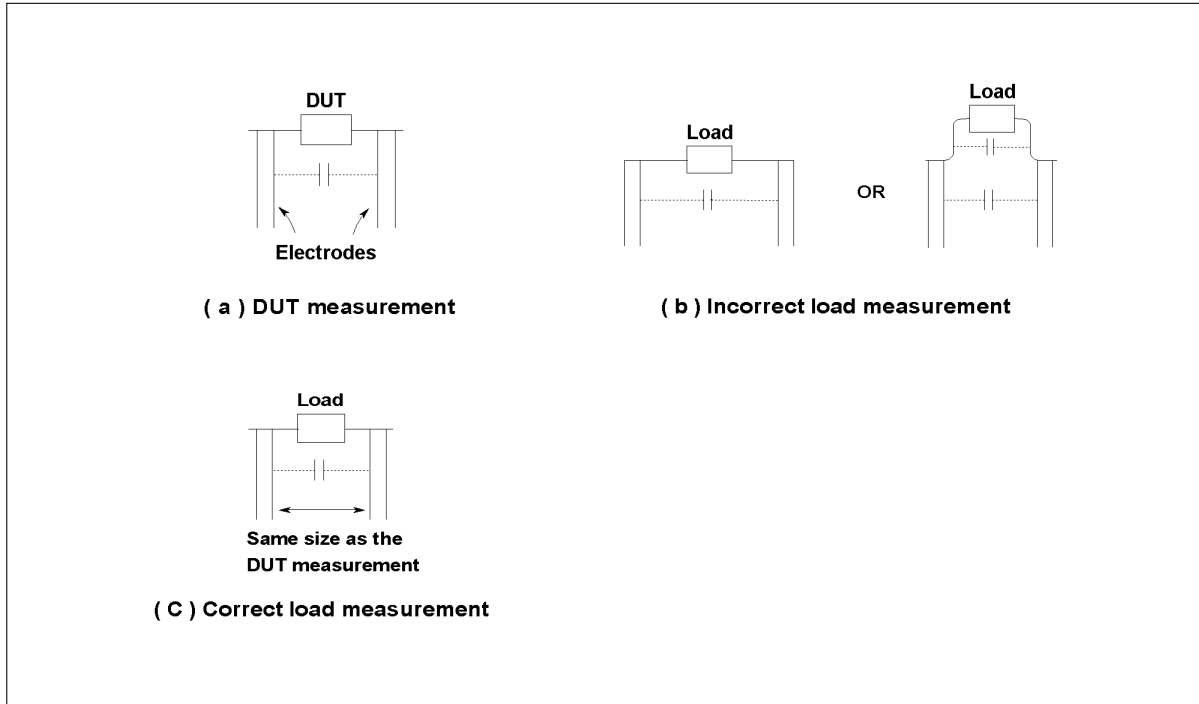 DUT
Electrodes
( a ) DUT measurement
Load
OR
Load
( b ) Incorrect load measurement
Load
Same size as the
DUT measurement
( C ) Correct load measurement